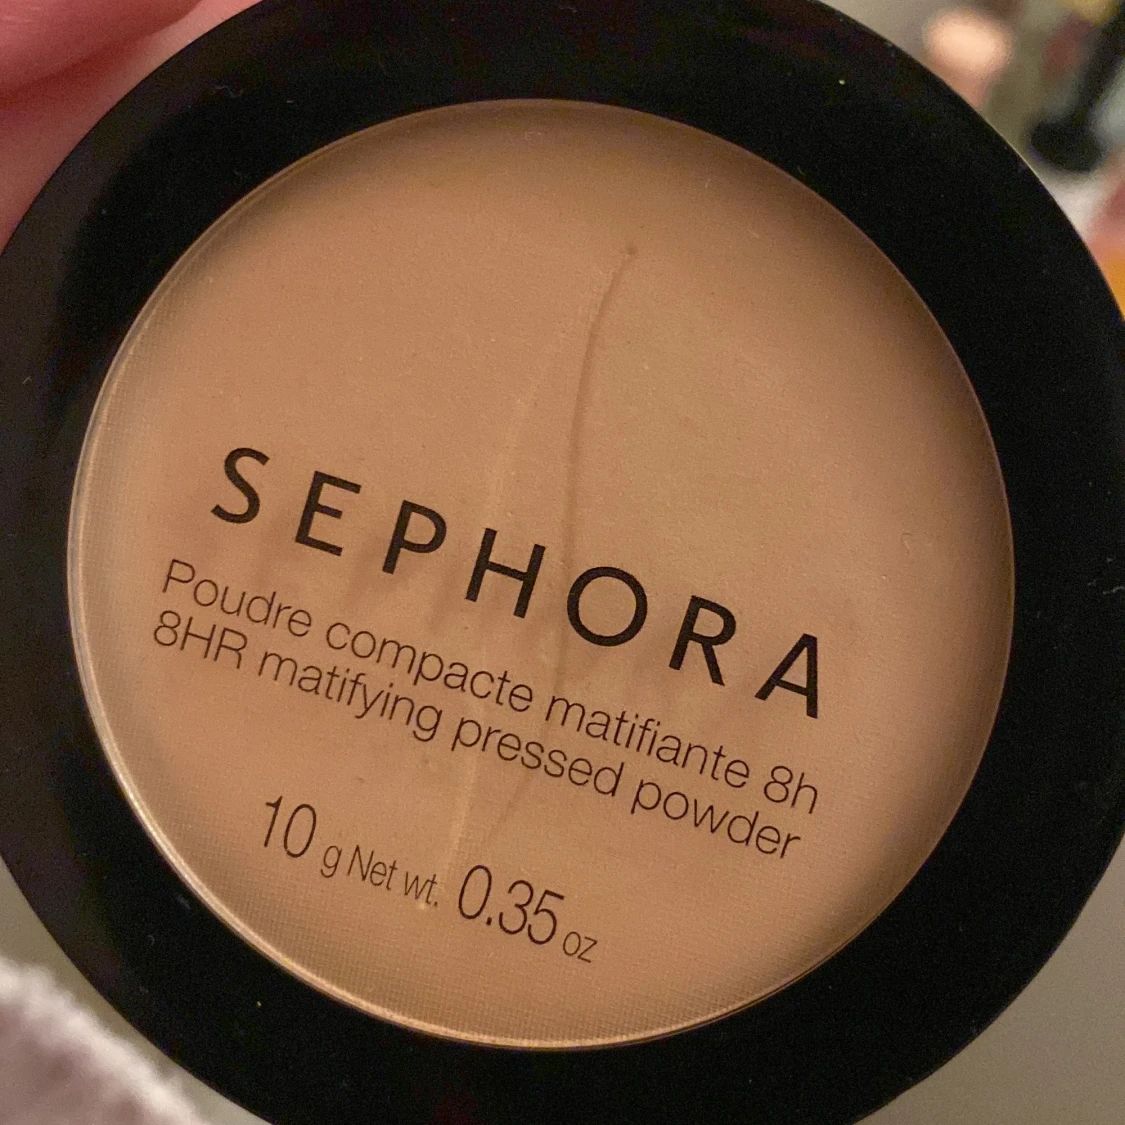 SEPHORA
Poudre compacte matifiante 8h
8HR matifying pressed powder
10 g Net wt. 0.35 oz